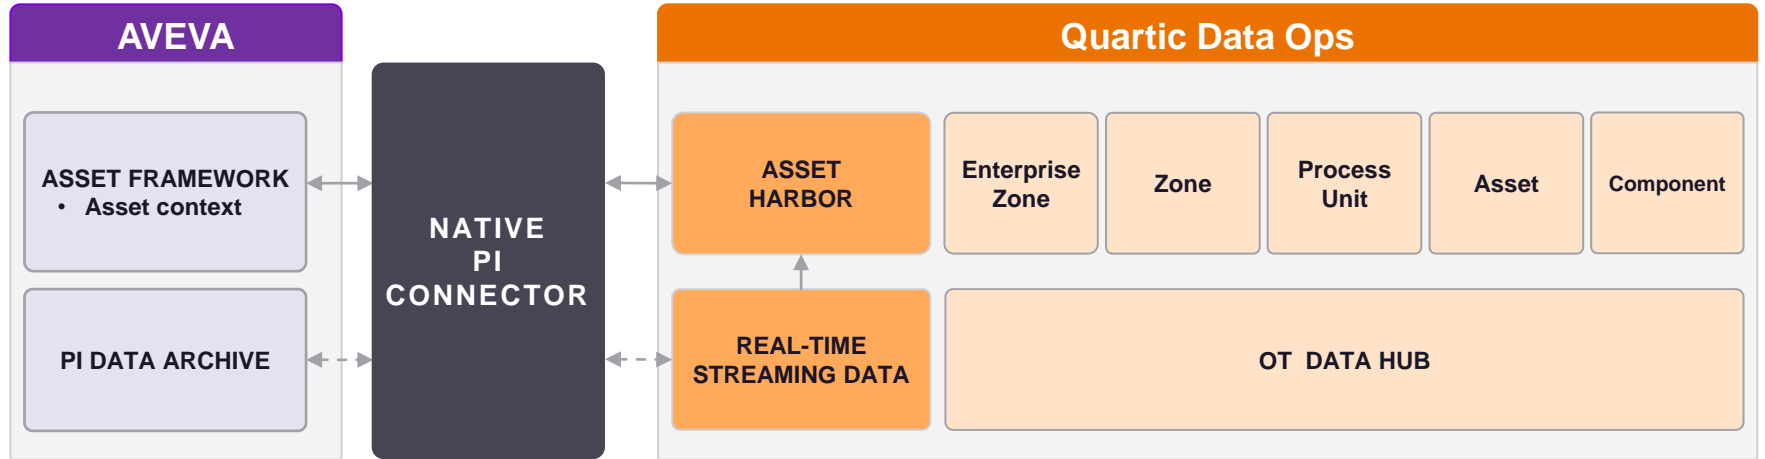 AVEVA
ASSET FRAMEWORK
• Asset context
PI DATA ARCHIVE
NATIVE
PI
CONNECTOR
Quartic Data Ops
ASSET
HARBOR
Enterprise
Zone
Zone
Process
Unit
Asset
Component
REAL-TIME
STREAMING DATA
OT DATA HUB